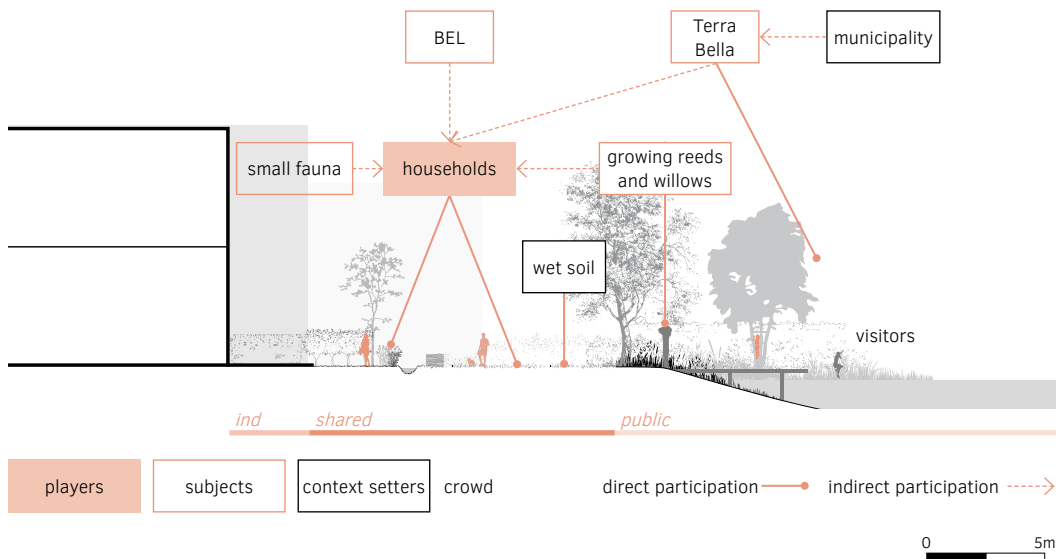 BEL
Terra
Bella
municipality
small fauna
households
growing reeds
and willows
wet soil
visitors
ind
shared
public
players
subjects
context setters
crowd
direct participation
indirect participation
0
5m